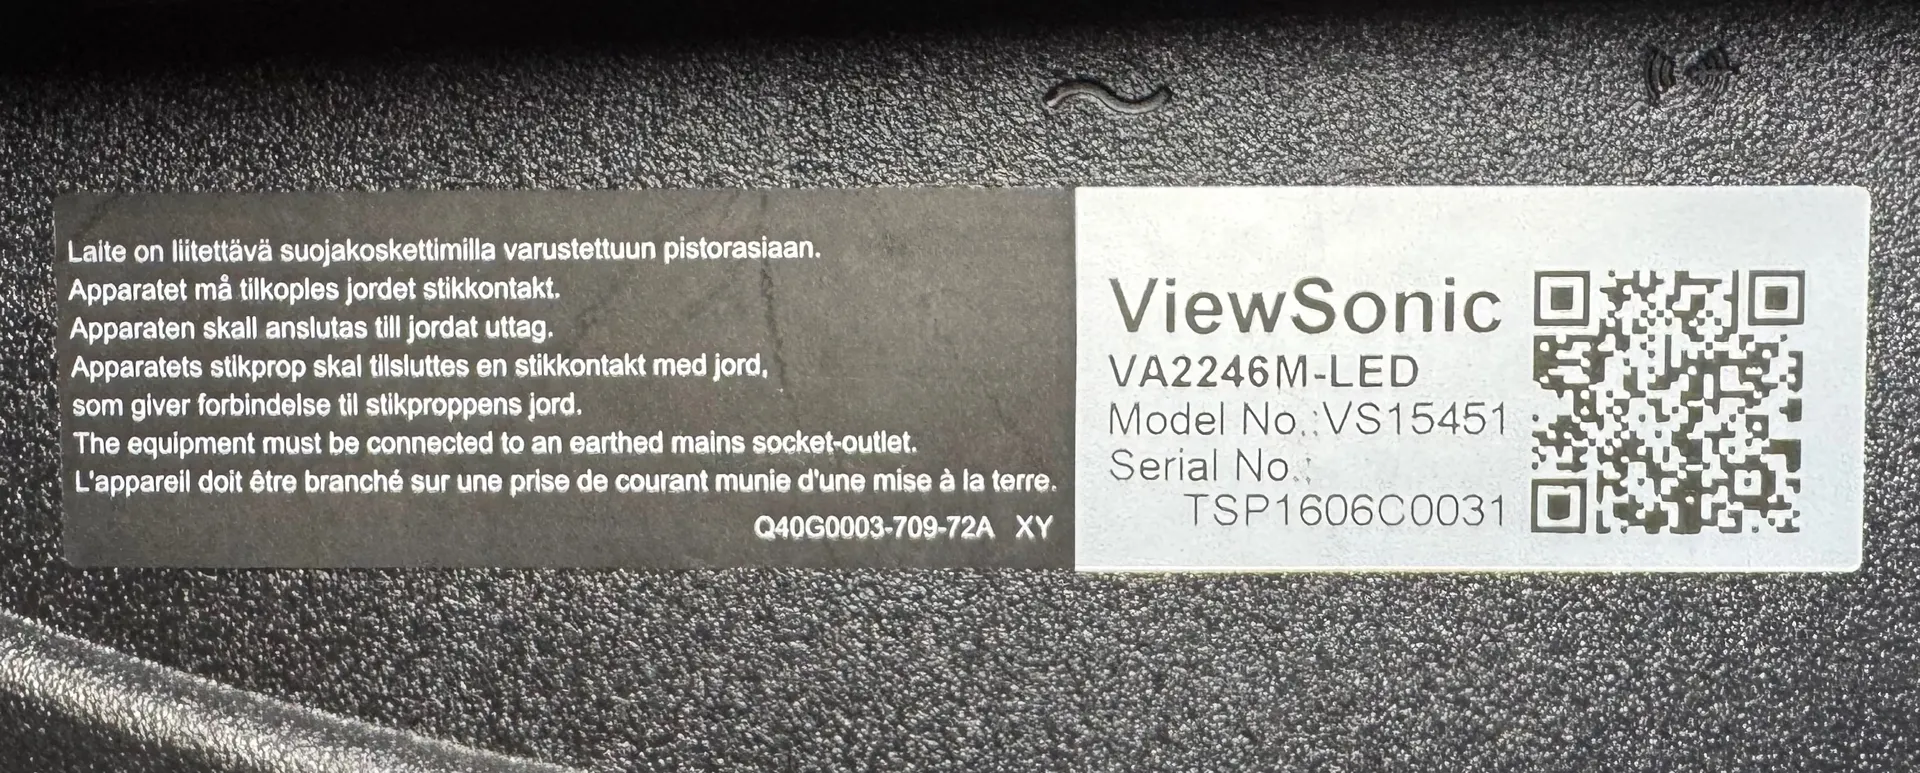 Laite on liitettävä suojakoskettimilla varustettuun pistorasiaan.
Apparatet må tilkoples jordet stikkontakt.
Apparaten skall anslutas till jordat uttag.
Apparatets stikprop skal tilsluttes en stikkontakt med jord,
som giver forbindelse til stikproppens jord.
The equipment must be connected to an earthed mains socket-outlet.
L'appareil doit être branché sur une prise de courant munie d'une mise à la terre.
Q40G0003-709-72A XY
ViewSonic
VA2246M-LED
Model No.:VS15451
Serial No.:
TSP1606C0031